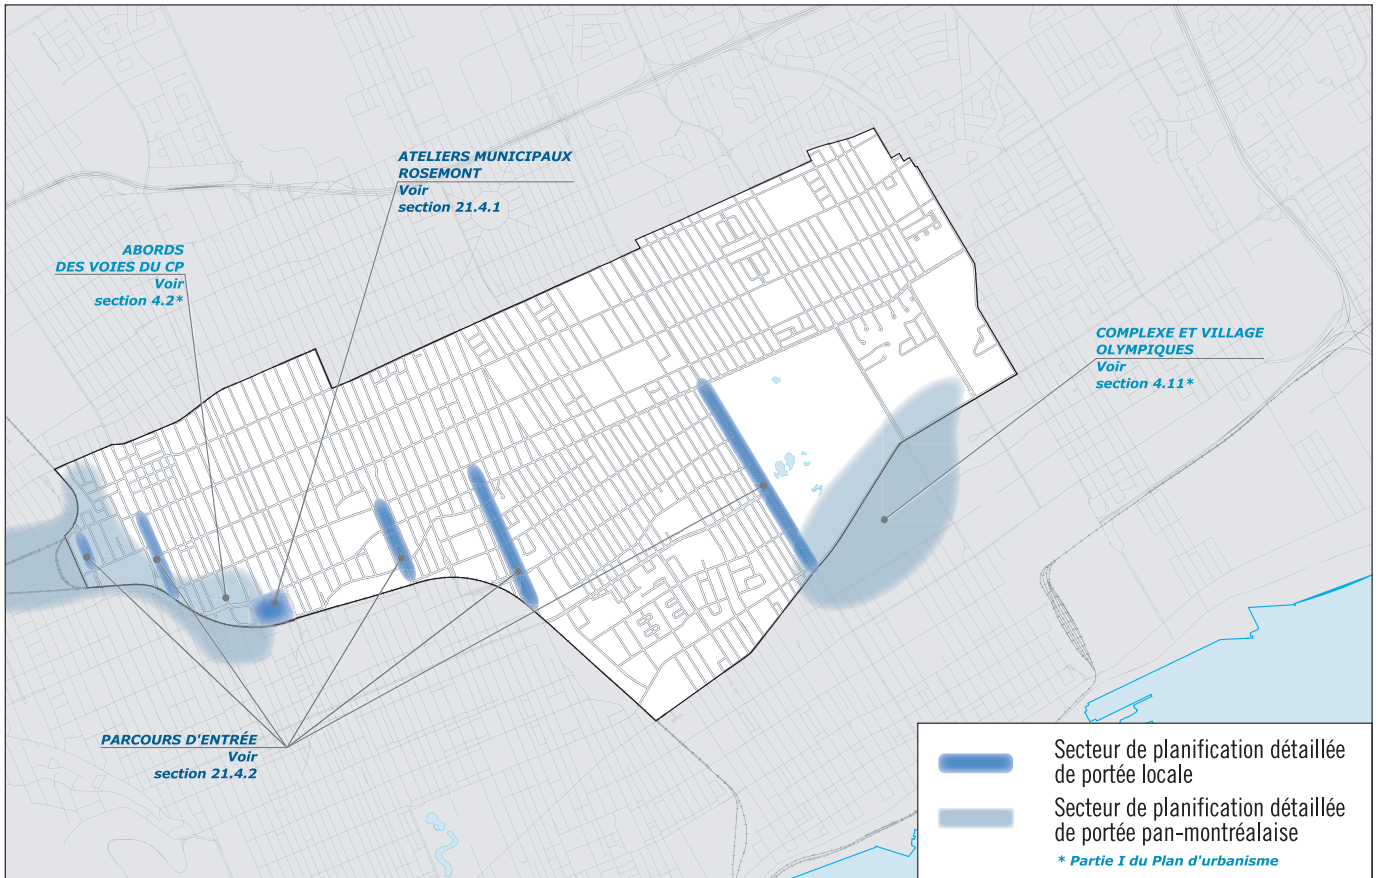 ATELIERS MUNICIPAUX
ROSEMONT
Voir
section 21.4.1
ABORDS
DES VOIES DU CP
Voir
section 4.2*
COMPLEXE ET VILLAGE
OLYMPIQUES
Voir
section 4.11*
PARCOURS D'ENTRÉE
Voir
section 21.4.2
Secteur de planification détaillée
de portée locale
Secteur de planification détaillée
de portée pan-montréalaise
* Partie I du Plan d'urbanisme